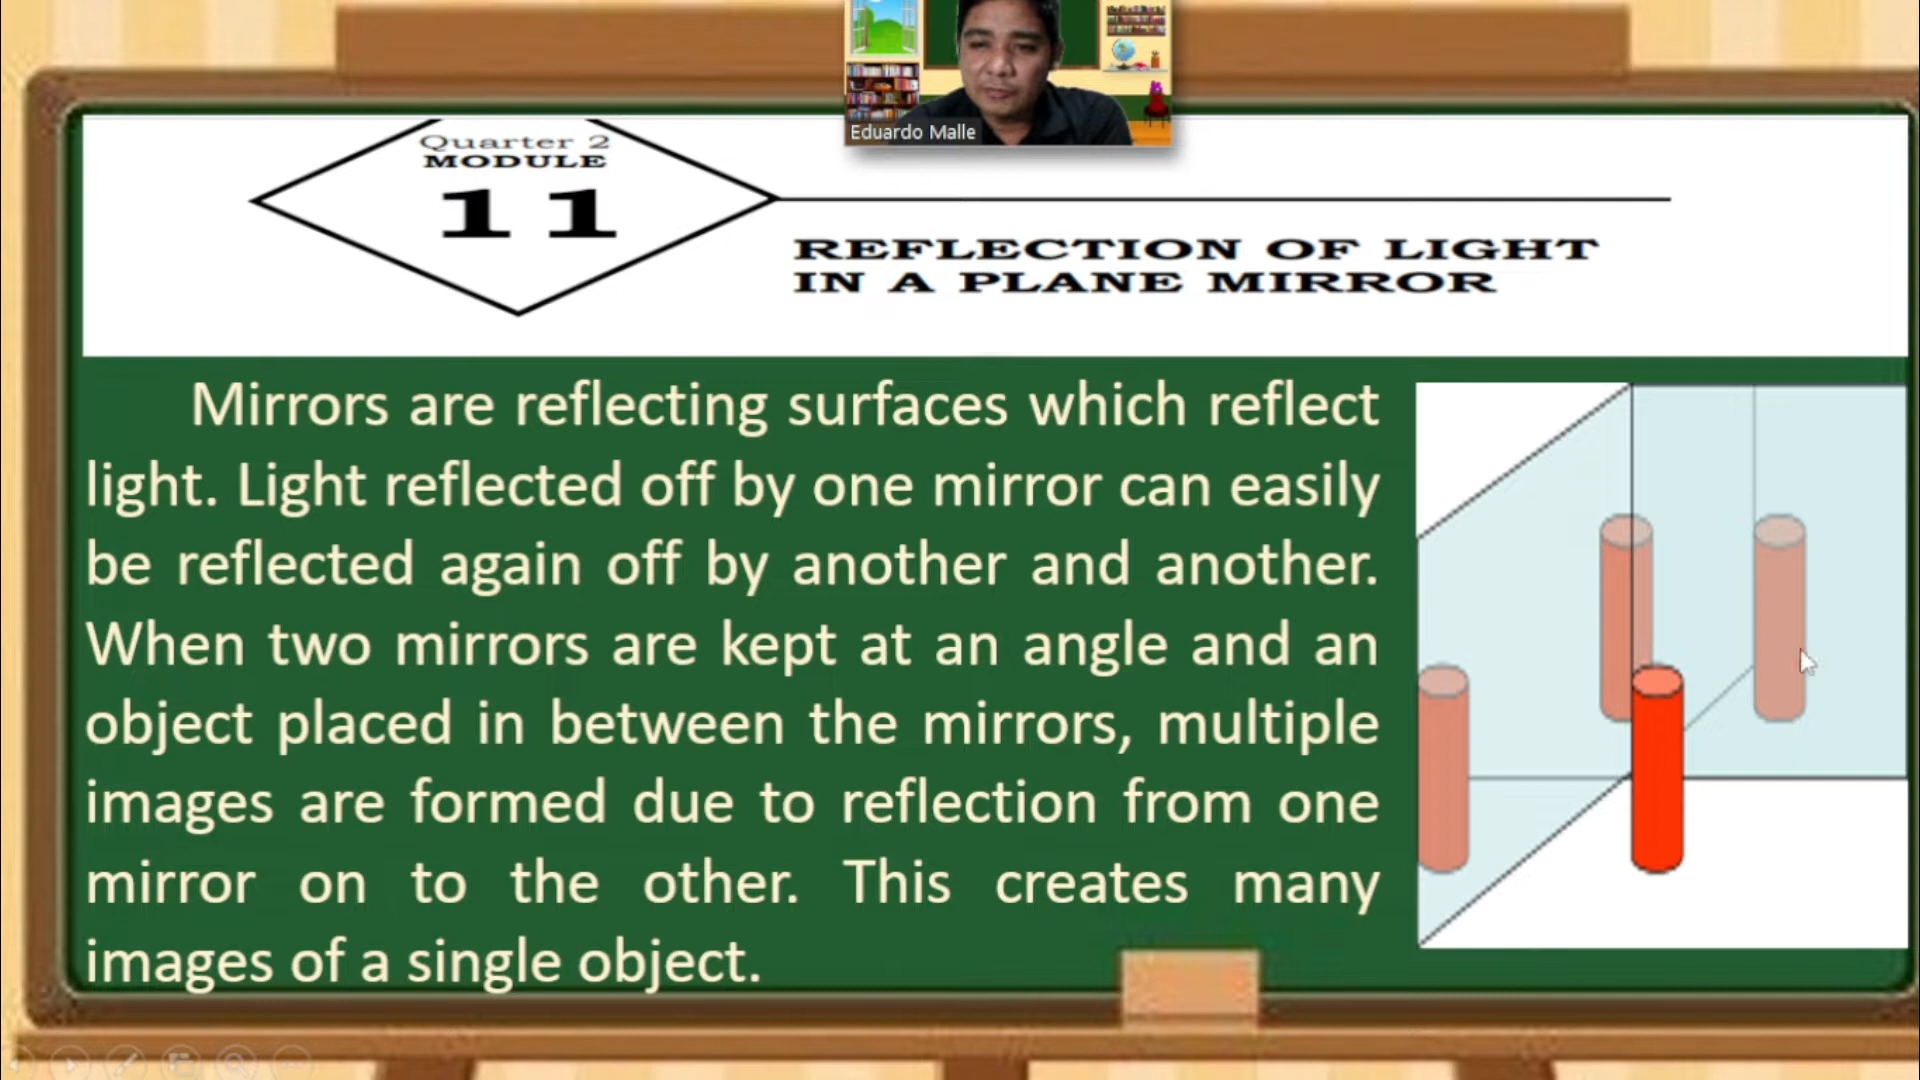 Eduardo Malle
Quarter 2
MODULE
11
REFLECTION OF LIGHT
IN A PLANE MIRROR
Mirrors are reflecting surfaces which reflect
light. Light reflected off by one mirror can easily
be reflected again off by another and another.
When two mirrors are kept at an angle and an
object placed in between the mirrors, multiple
images are formed due to reflection from one
mirror on to the other. This creates many
images of a single object.